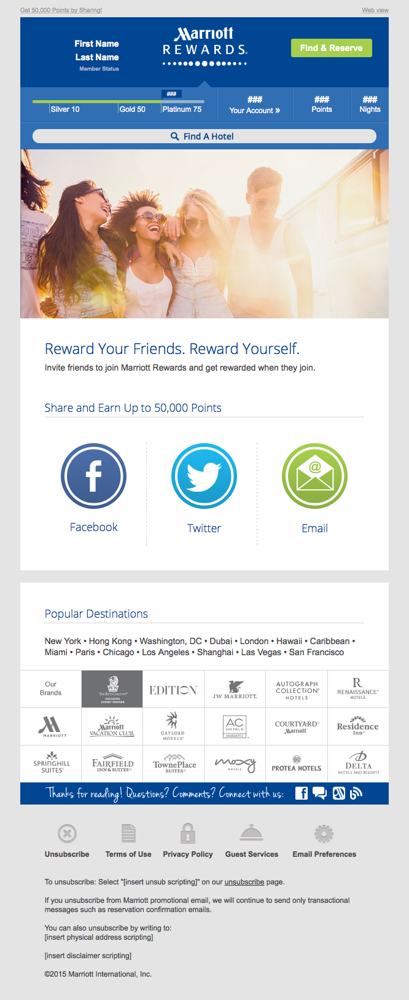 Get 50,000 Points by Sharing!
Web view
First Name
Last Name
Member Status
Marriott
REWARDS®
Find & Reserve
###
Silver 10
Gold 50
Platinum 75
###
Your Account »
###
Points
###
Nights
Find A Hotel
Reward Your Friends. Reward Yourself.
Invite friends to join Marriott Rewards and get rewarded when they join.
Share and Earn Up to 50,000 Points
f
@
Facebook
Twitter
Email
Popular Destinations
New York • Hong Kong • Washington, DC • Dubai • London • Hawaii • Caribbean •
Miami • Paris • Chicago • Los Angeles • Shanghai • Las Vegas • San Francisco
Our
Brands
THE RITZ-CARLTON®
EXCLUSIVE
LUXURY PARTNER
EDITION
JW MARRIOTT
AUTOGRAPH
COLLECTION®
HOTELS
R
RENAISSANCE®
HOTELS
MARRIOTT
Marriott
VACATION CLUB
GAYLORD
HOTELS®
AC
HOTELS
MARRIOTT
COURTYARD®
Marriott
Residence
Inn®
SPRINGHILL
SUITES®
FAIRFIELD
INN & SUITES®
TownePlace
SUITES®
moxy
HOTELS
PROTEA HOTELS
DELTA
HOTELS AND RESORTS
Thanks for reading! Questions? Comments? Connect with us:
f
b
Unsubscribe
Terms of Use
Privacy Policy
Guest Services
Email Preferences
To unsubscribe: Select "[insert unsub scripting]" on our unsubscribe page.
If you unsubscribe from Marriott promotional email, we will continue to send only transactional
messages such as reservation confirmation emails.
You can also unsubscribe by writing to:
[insert physical address scripting]
[insert disclaimer scripting]
©2015 Marriott International, Inc.